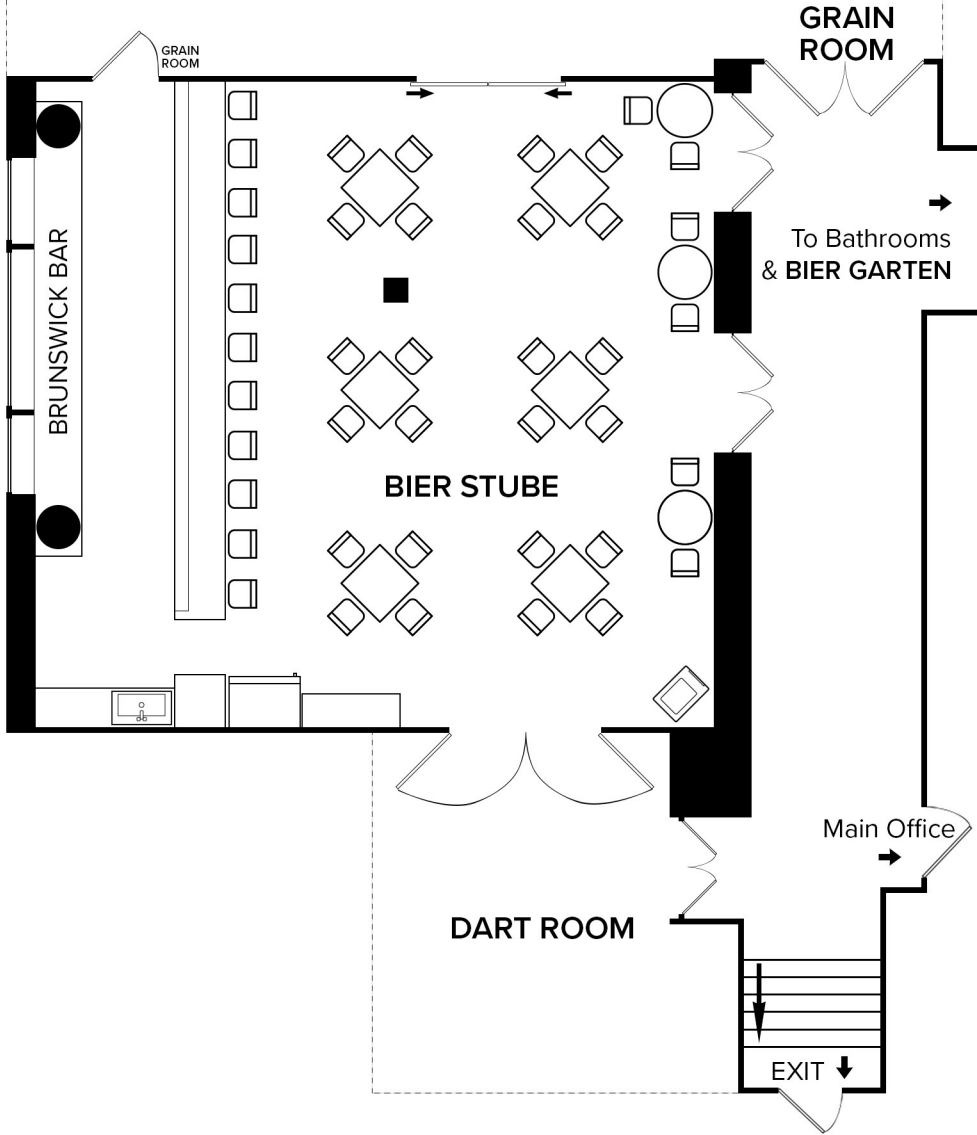 GRAIN
ROOM
GRAIN
ROOM
To Bathrooms
& BIER GARTEN
BRUNSWICK BAR
BIER STUBE
Main Office
DART ROOM
EXIT